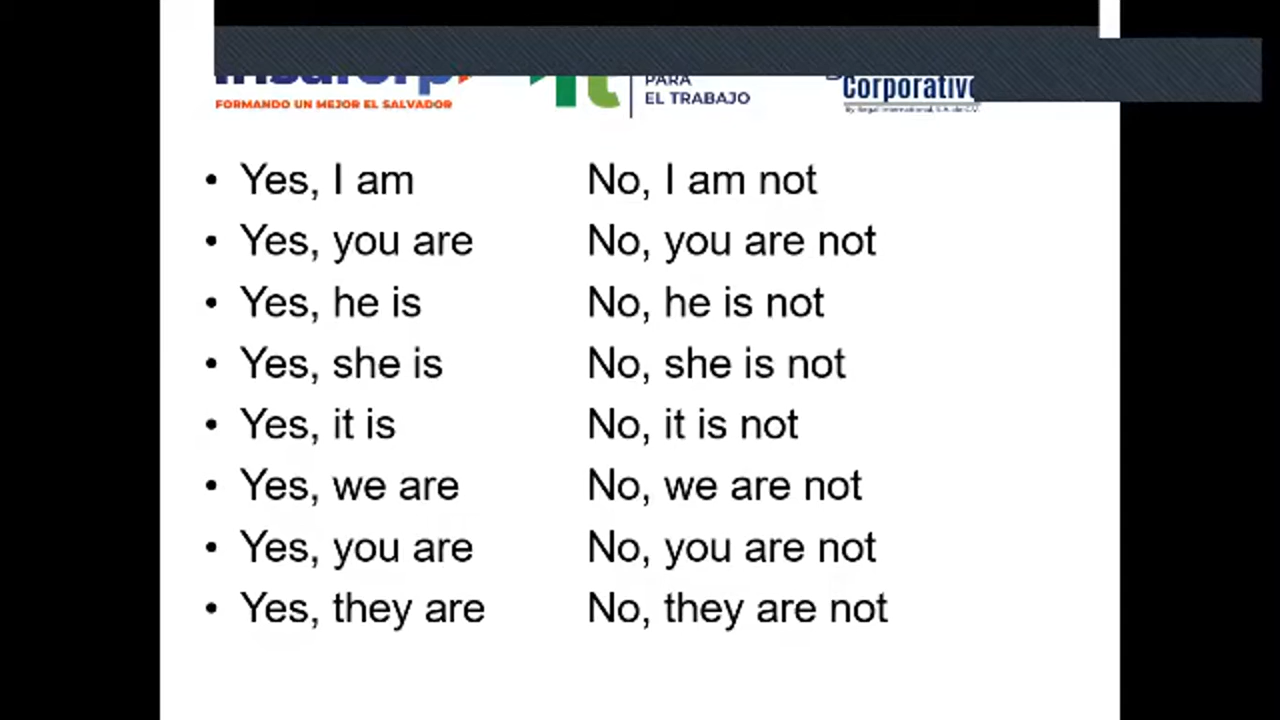 FORMANDO UN MEJOR EL SALVADOR
PARA
EL TRABAJO
Corporativo
• Yes, I am No, I am not
• Yes, you are No, you are not
• Yes, he is No, he is not
• Yes, she is No, she is not
• Yes, it is No, it is not
• Yes, we are No, we are not
• Yes, you are No, you are not
• Yes, they are No, they are not